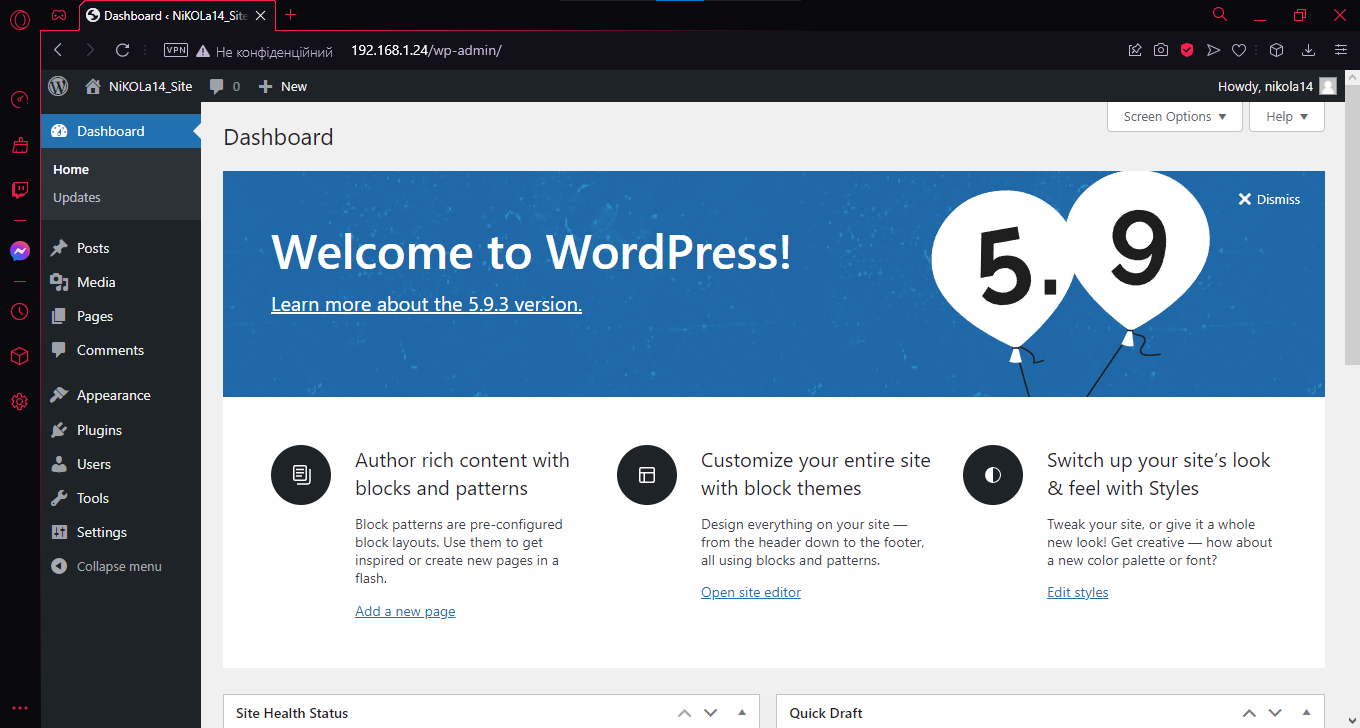 Dashboard ‹ NiKOLa14_Site
VPN
Не конфіденційний
192.168.1.24/wp-admin/
NiKOLa14_Site
0
New
Howdy, nikola14
Dashboard
Home
Updates
Posts
Media
Pages
Comments
Appearance
Plugins
Users
Tools
Settings
Collapse menu
Screen Options
Help
Dashboard
Dismiss
Welcome to WordPress!
Learn more about the 5.9.3 version.
5.9
Author rich content with
blocks and patterns
Block patterns are pre-configured
block layouts. Use them to get
inspired or create new pages in a
flash.
Add a new page
Customize your entire site
with block themes
Design everything on your site —
from the header down to the footer,
all using blocks and patterns.
Open site editor
Switch up your site’s look
& feel with Styles
Tweak your site, or give it a whole
new look! Get creative — how about
a new color palette or font?
Edit styles
Site Health Status
Quick Draft